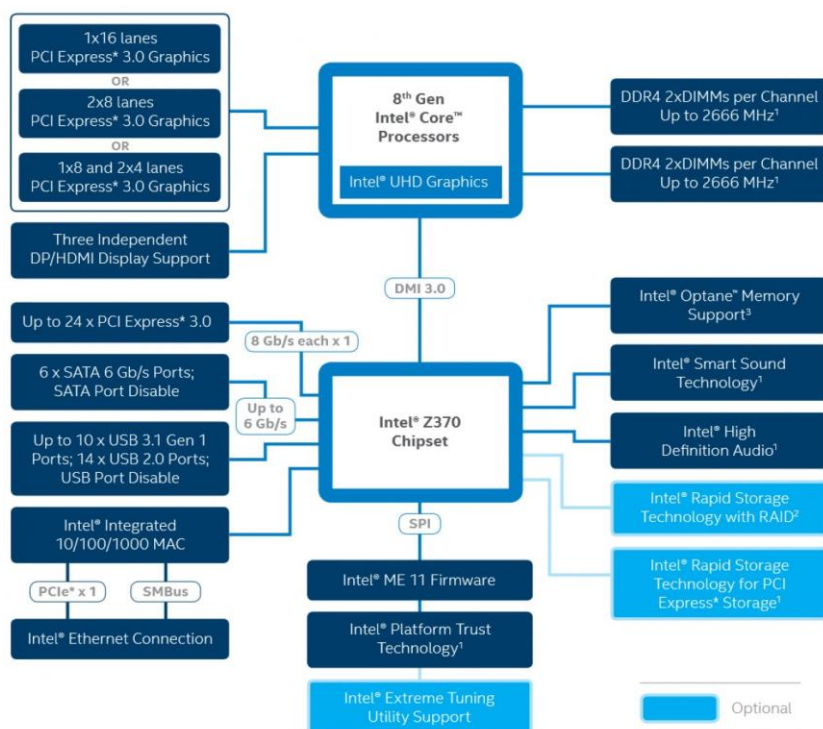 1x16 lanes
PCI Express* 3.0 Graphics
OR
2x8 lanes
PCI Express* 3.0 Graphics
OR
1x8 and 2x4 lanes
PCI Express* 3.0 Graphics
Three Independent
DP/HDMI Display Support
8th Gen
Intel® Core™
Processors
Intel® UHD Graphics
DDR4 2xDIMMs per Channel
Up to 2666 MHz¹
DDR4 2xDIMMs per Channel
Up to 2666 MHz¹
DMI 3.0
Up to 24 x PCI Express* 3.0
8 Gb/s each x 1
6 x SATA 6 Gb/s Ports;
SATA Port Disable
Up to
6 Gb/s
Up to 10 x USB 3.1 Gen 1
Ports; 14 x USB 2.0 Ports;
USB Port Disable
Intel® Integrated
10/100/1000 MAC
PCIe* x 1
SMBus
Intel® Ethernet Connection
Intel® Z370
Chipset
SPI
Intel® ME 11 Firmware
Intel® Platform Trust
Technology¹
Intel® Extreme Tuning
Utility Support
Intel® Optane™ Memory
Support³
Intel® Smart Sound
Technology¹
Intel® High
Definition Audio¹
Intel® Rapid Storage
Technology with RAID²
Intel® Rapid Storage
Technology for PCI
Express* Storage¹
Optional